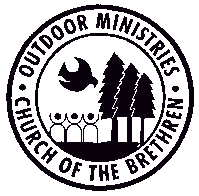 • OUTDOOR MINISTRIES •
CHURCH OF THE BRETHREN